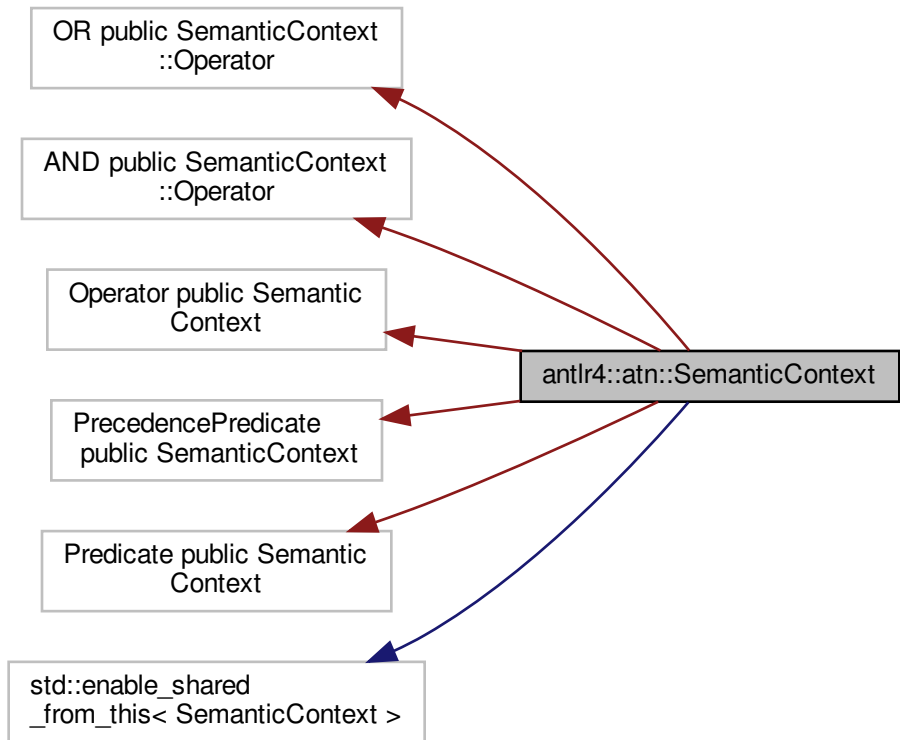 OR public SemanticContext
::Operator
AND public SemanticContext
::Operator
Operator public Semantic
Context
antlr4::atn::SemanticContext
PrecedencePredicate
public SemanticContext
Predicate public Semantic
Context
std::enable_shared
_from_this< SemanticContext >